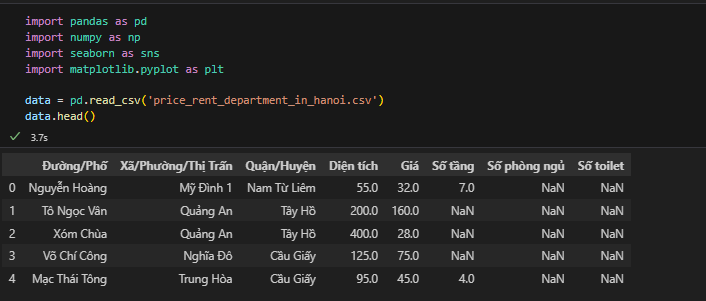 import pandas as pd
import numpy as np
import seaborn as sns
import matplotlib.pyplot as plt
data = pd.read_csv('price_rent_department_in_hanoi.csv')
data.head()
3.7s
Đường/Phố Xã/Phường/Thị Trấn Quận/Huyện Diện tích Giá Số tầng Số phòng ngủ Số toilet
0 Nguyễn Hoàng Mỹ Đình 1 Nam Từ Liêm 55.0 32.0 7.0 NaN NaN
1 Tô Ngọc Vân Quảng An Tây Hồ 200.0 160.0 NaN NaN NaN
2 Xóm Chùa Quảng An Tây Hồ 400.0 28.0 NaN NaN NaN
3 Võ Chí Công Nghĩa Đô Cầu Giấy 125.0 75.0 NaN NaN NaN
4 Mạc Thái Tông Trung Hòa Cầu Giấy 95.0 45.0 4.0 NaN NaN